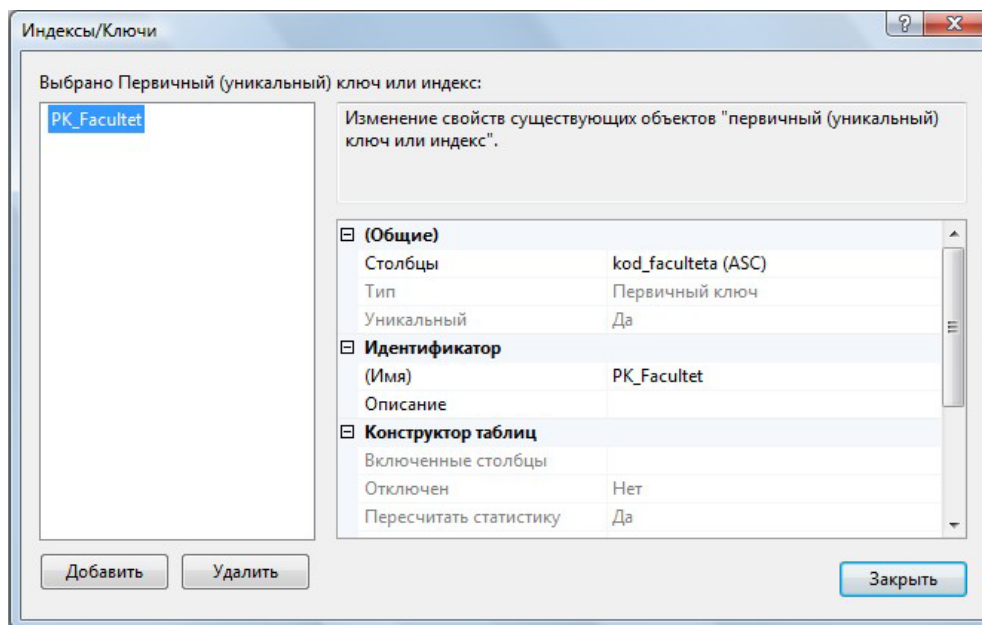 Индексы/Ключи
Выбрано Первичный (уникальный) ключ или индекс:
PK_Facultet
Изменение свойств существующих объектов "первичный (уникальный)
ключ или индекс".
(Общие)
Столбцы kod_faculteta (ASC)
Тип Первичный ключ
Уникальный Да
Идентификатор
(Имя) PK_Facultet
Описание
Конструктор таблиц
Включенные столбцы
Отключен Нет
Пересчитать статистику Да
Добавить Удалить
Закрыть